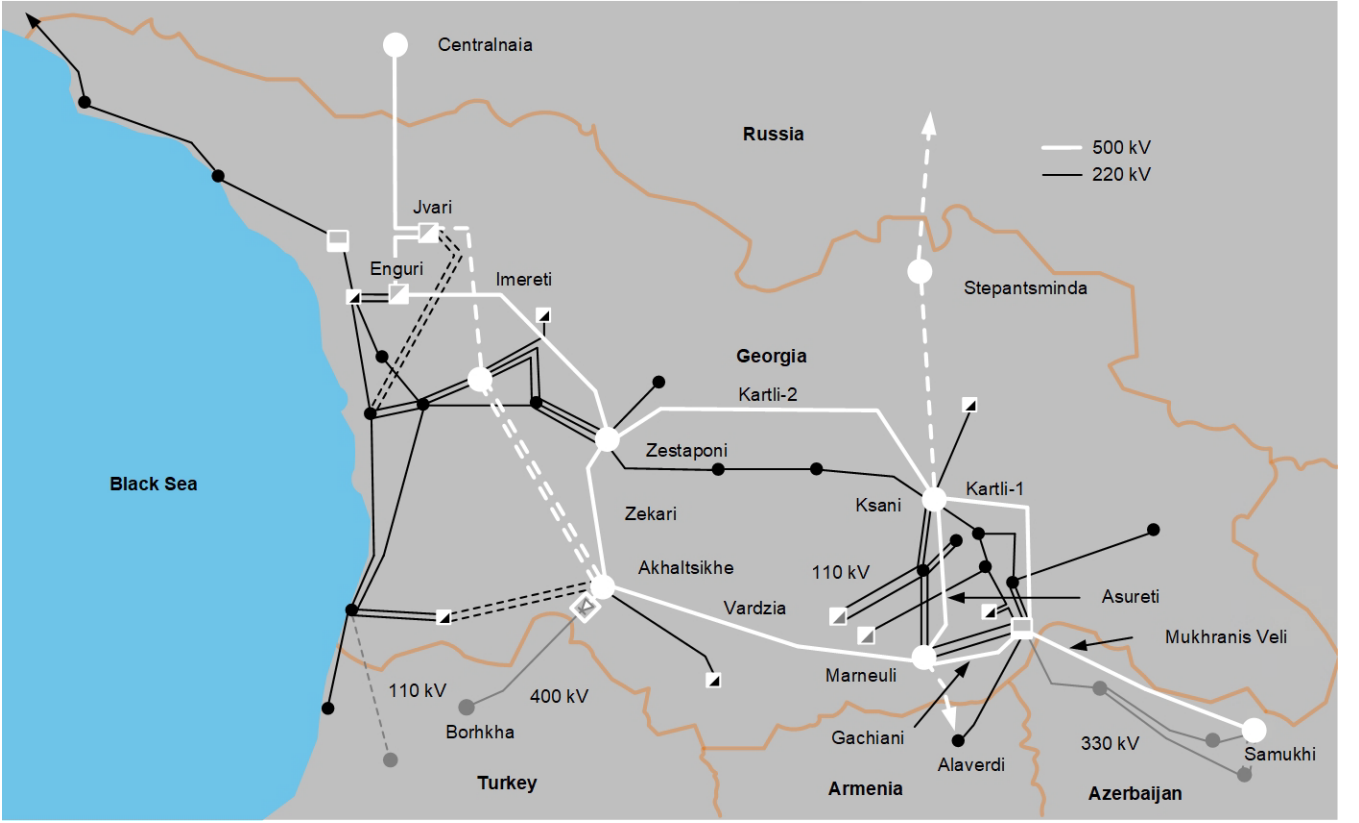 Centralnaia
Russia
500 kV
220 kV
Jvari
Enguri
Imereti
Stepantsminda
Georgia
Kartli-2
Zestaponi
Black Sea
Kartli-1
Ksani
Zekari
Akhaltsikhe
110 kV
Vardzia
Asureti
Mukhranis Veli
Marneuli
110 kV
400 kV
Borhkha
Gachiani
330 kV
Samukhi
Alaverdi
Turkey
Armenia
Azerbaijan